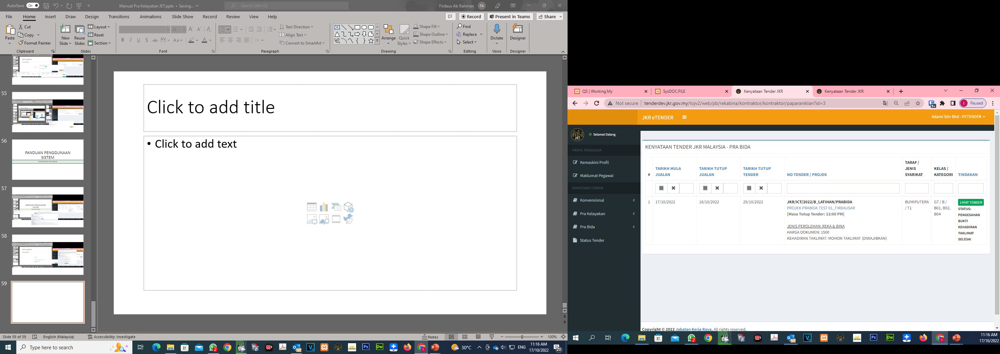 AutoSave On
Manual Pra Kelayakan JET.pptx • Saving...
Search (Alt+Q)
Firdaus Ab Rahman FA
File Home Insert Draw Design Transitions Animations Slide Show Record Review View Help
Record Present in Teams Share
Paste
Cut
Copy
Format Painter
Clipboard
New Slide
Reuse Slides
Layout
Reset
Section
Slides
28
Font
Text Direction
Align Text
Convert to SmartArt
Paragraph
Arrange
Quick Styles
Shape Fill
Shape Outline
Shape Effects
Drawing
Find
Replace
Select
Editing
Dictate
Voice
Designer
Designer
55
56
PANDUAN PENGGUNAAN
SISTEM
KONTRAKTOR (PETENDER)
57
PANDUAN PENGGUNAAN
SISTEM
58
59
Click to add title
• Click to add text
Slide 59 of 59 English (Malaysia) Accessibility: Investigate
Notes
100%
Type here to search
30°C
ENG
11:16 AM
17/10/2022
20
QS | Working.My
SysDOC.FILE
Kenyataan Tender JKR
Kenyataan Tender JKR
Not secure | tenderdev.jkr.gov.my/tojv2/web/pb/rekabina/kontraktor/kontraktor/paparaniklan?id=3
9+
I Paused
JKR eTENDER
Adami Sdn Bhd - PETENDER
JET
Selamat Datang
PROFIL PENGGUNA
Kemaskini Profil
Maklumat Pegawai
KENYATAAN TENDER
Konvensional
Pra Kelayakan
Pra Bida
Status Tender
KENYATAAN TENDER JKR MALAYSIA - PRA BIDA
# TARIKH MULA JUALAN TARIKH TUTUP JUALAN TARIKH TUTUP TENDER NO TENDER / PROJEK TARAF / JENIS SYARIKAT KELAS / KATEGORI TINDAKAN
1 17/10/2022 18/10/2022 29/10/2022
JKR/ICT/2022/B_LATIHAN/PRABIDA
PROJEK PRABIDA TEST 01_FIRDAUSAR
[Masa Tutup Tender: 12:00 PM]
JENIS PEROLEHAN: REKA & BINA
HARGA DOKUMEN: 1500
KEHADIRAN TAKLIMAT: MOHON TAKLIMAT (DIWAJIBKAN)
BUMIPUTERA
/ T1
G7 / B /
B01, B02,
B04
LIHAT TENDER
STATUS:
PENGESAHAN
BUKTI
KEHADIRAN
TAKLIMAT
SELESAI
Copyright © 2022 Jabatan Kerja Raya. All rights reserved.
11:16 AM
17/10/2022